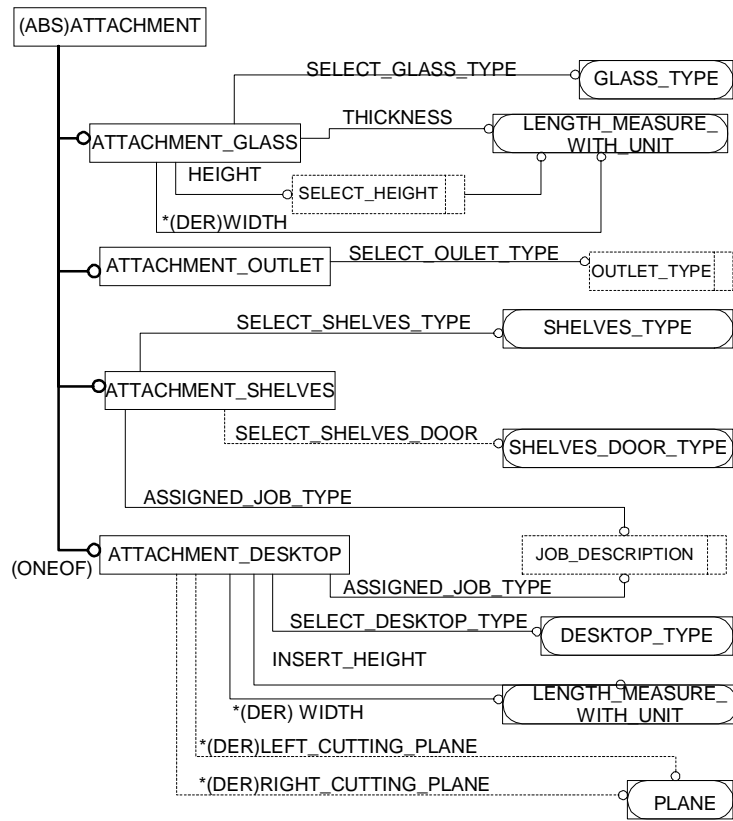 (ABS)ATTACHMENT
SELECT_GLASS_TYPE
GLASS_TYPE
THICKNESS
LENGTH_MEASURE_
WITH_UNIT
ATTACHMENT_GLASS
HEIGHT
SELECT_HEIGHT
*(DER)WIDTH
ATTACHMENT_OUTLET
SELECT_OULET_TYPE
OUTLET_TYPE
SELECT_SHELVES_TYPE
SHELVES_TYPE
ATTACHMENT_SHELVES
SELECT_SHELVES_DOOR
SHELVES_DOOR_TYPE
ASSIGNED_JOB_TYPE
(ONEOF)
ATTACHMENT_DESKTOP
JOB_DESCRIPTION
ASSIGNED_JOB_TYPE
SELECT_DESKTOP_TYPE
DESKTOP_TYPE
INSERT_HEIGHT
LENGTH_MEASURE_
WITH_UNIT
*(DER) WIDTH
*(DER)LEFT_CUTTING_PLANE
*(DER)RIGHT_CUTTING_PLANE
PLANE